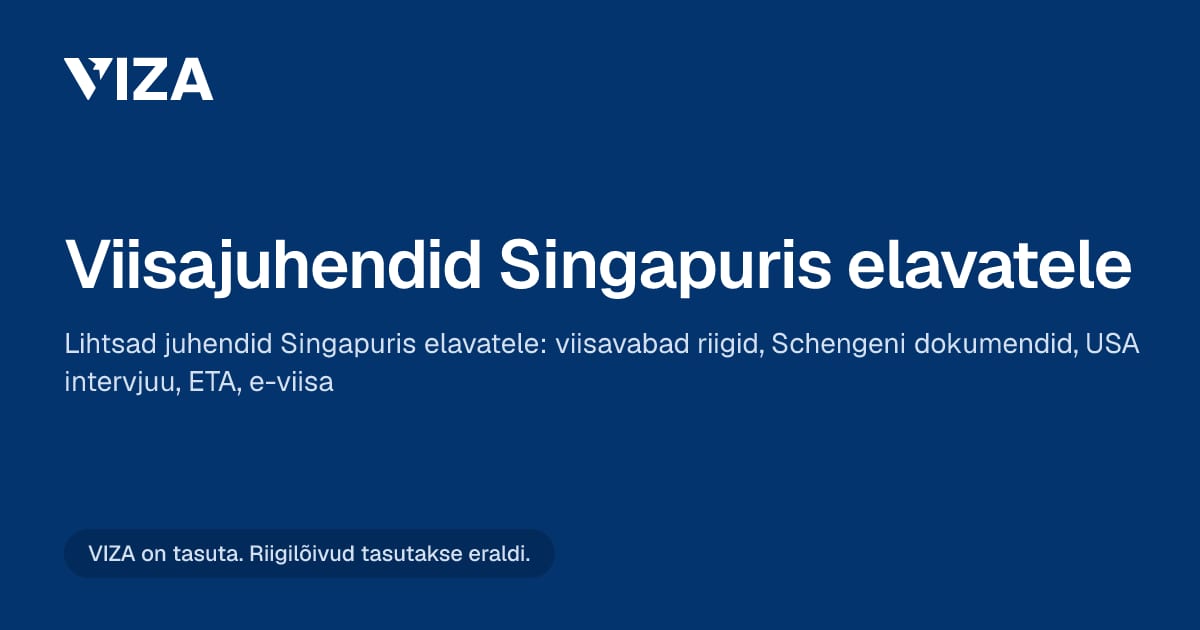 VIZA
Viisajuhendid Singapuris elavatele
Lihtsad juhendid Singapuris elavatele: viisavabad riigid, Schengeni dokumendid, USA
intervjuu, ETA, e-viisa
VIZA on tasuta. Riigilõivud tasutakse eraldi.